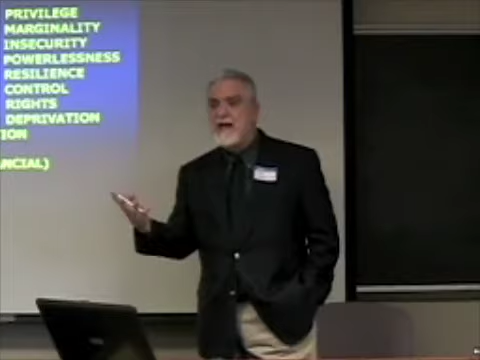 PRIVILEGE
MARGINALITY
INSECURITY
POWERLESSNESS
RESILIENCE
CONTROL
RIGHTS
DEPRIVATION
ION
NCIAL)